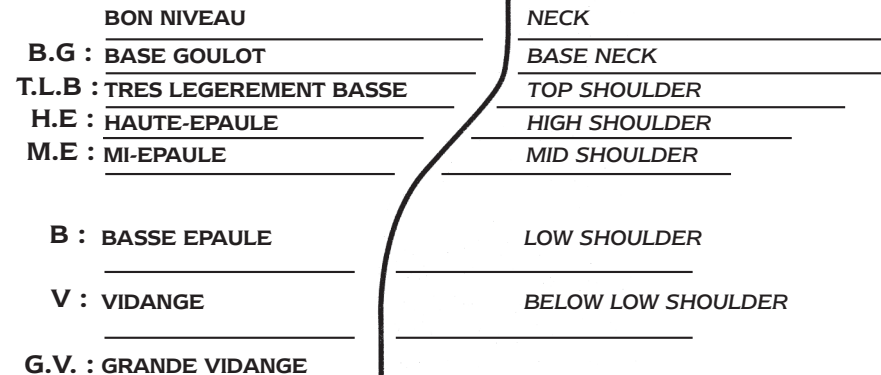 BON NIVEAU NECK
B.G : BASE GOULOT BASE NECK
T.L.B : TRES LEGEREMENT BASSE TOP SHOULDER
H.E : HAUTE-EPAULE HIGH SHOULDER
M.E : MI-EPAULE MID SHOULDER
B : BASSE EPAULE LOW SHOULDER
V : VIDANGE BELOW LOW SHOULDER
G.V. : GRANDE VIDANGE